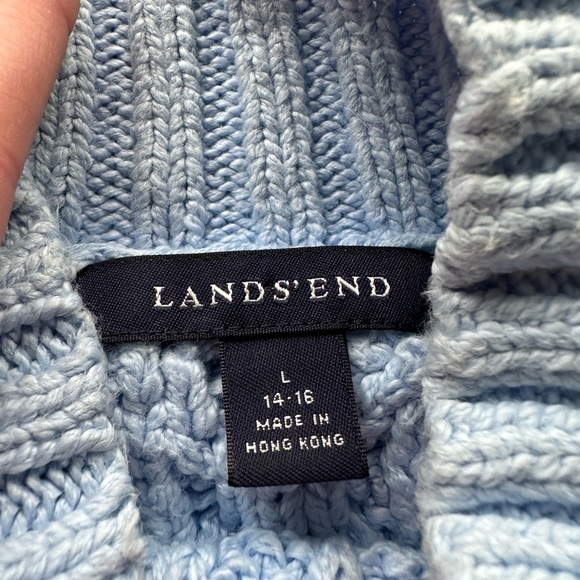 LANDS' END
L
14-16
MADE IN
HONG KONG